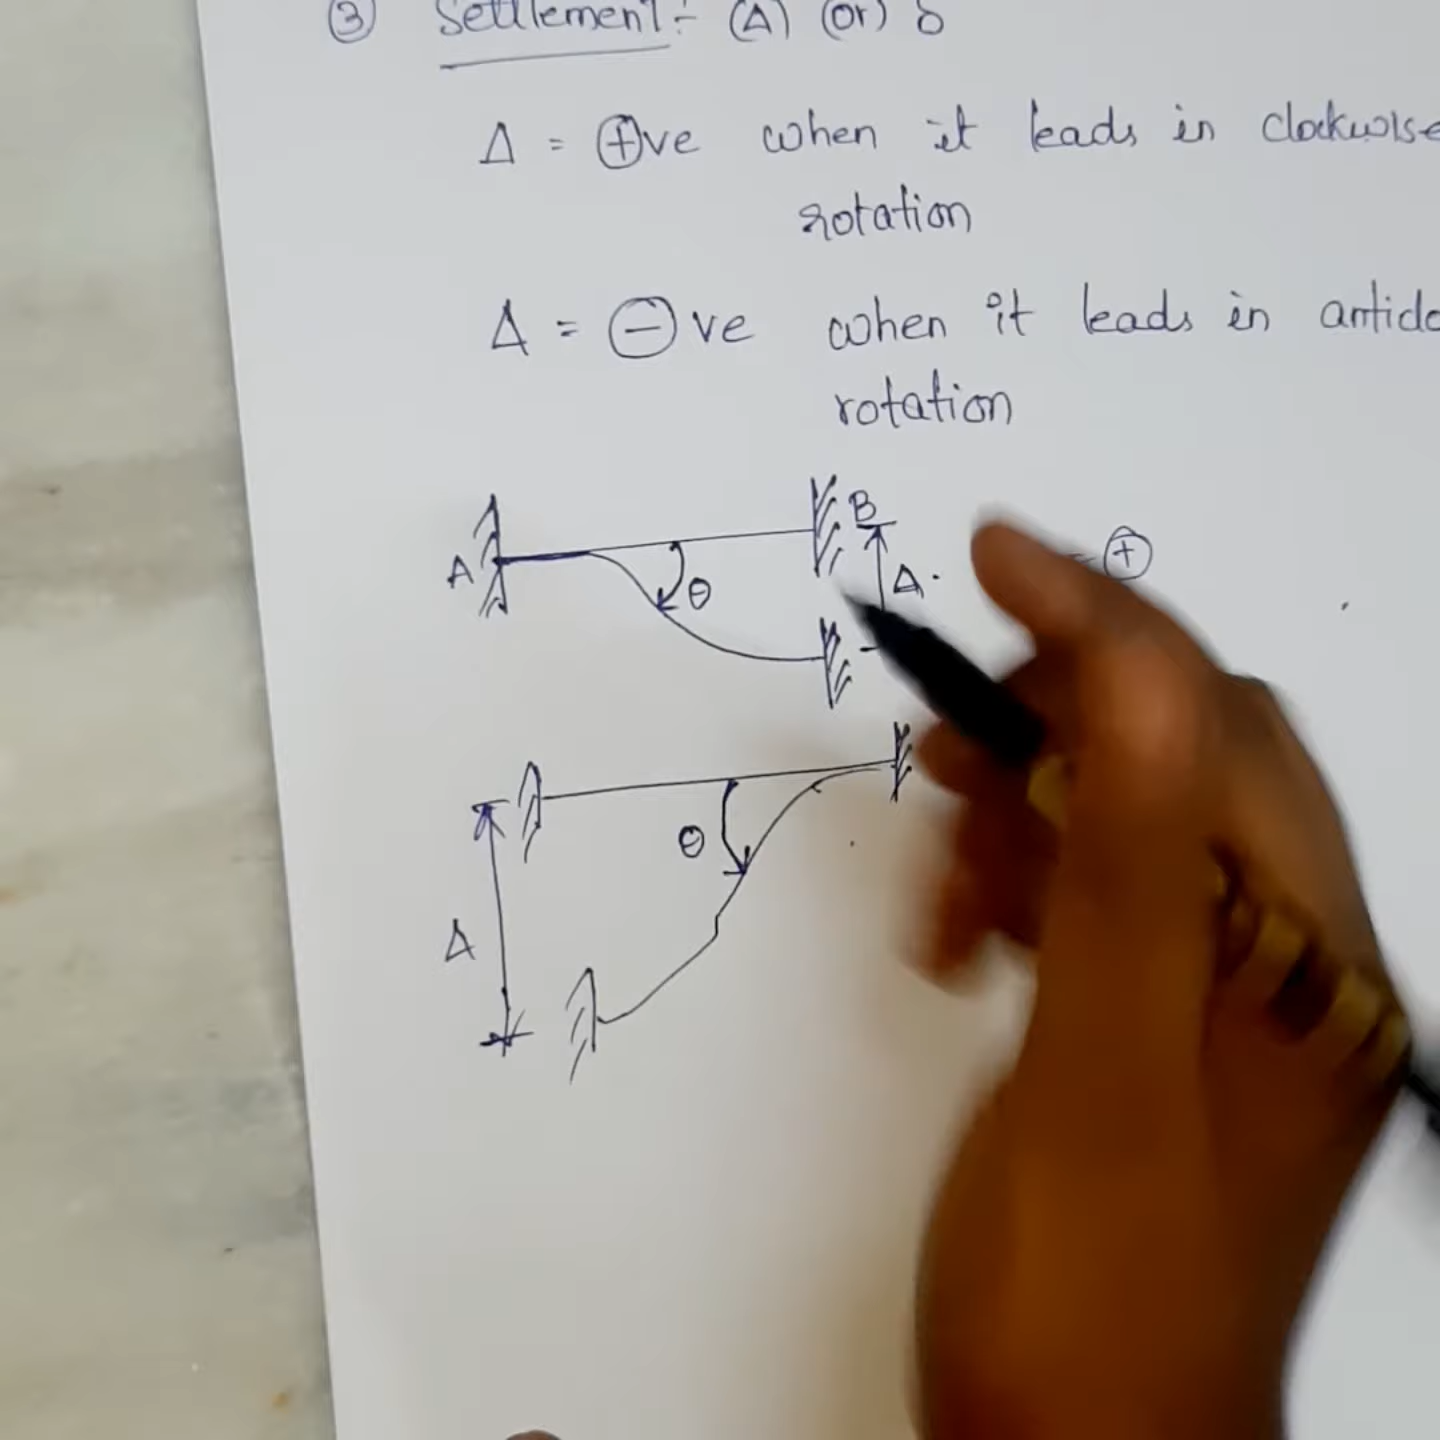 ③ Settlement :- (Δ) (or) δ
Δ = ⊕ve when it leads in clockwise
rotation
Δ = ⊖ve when it leads in anticlo
rotation
A θ B Δ. = ⊕
θ
Δ